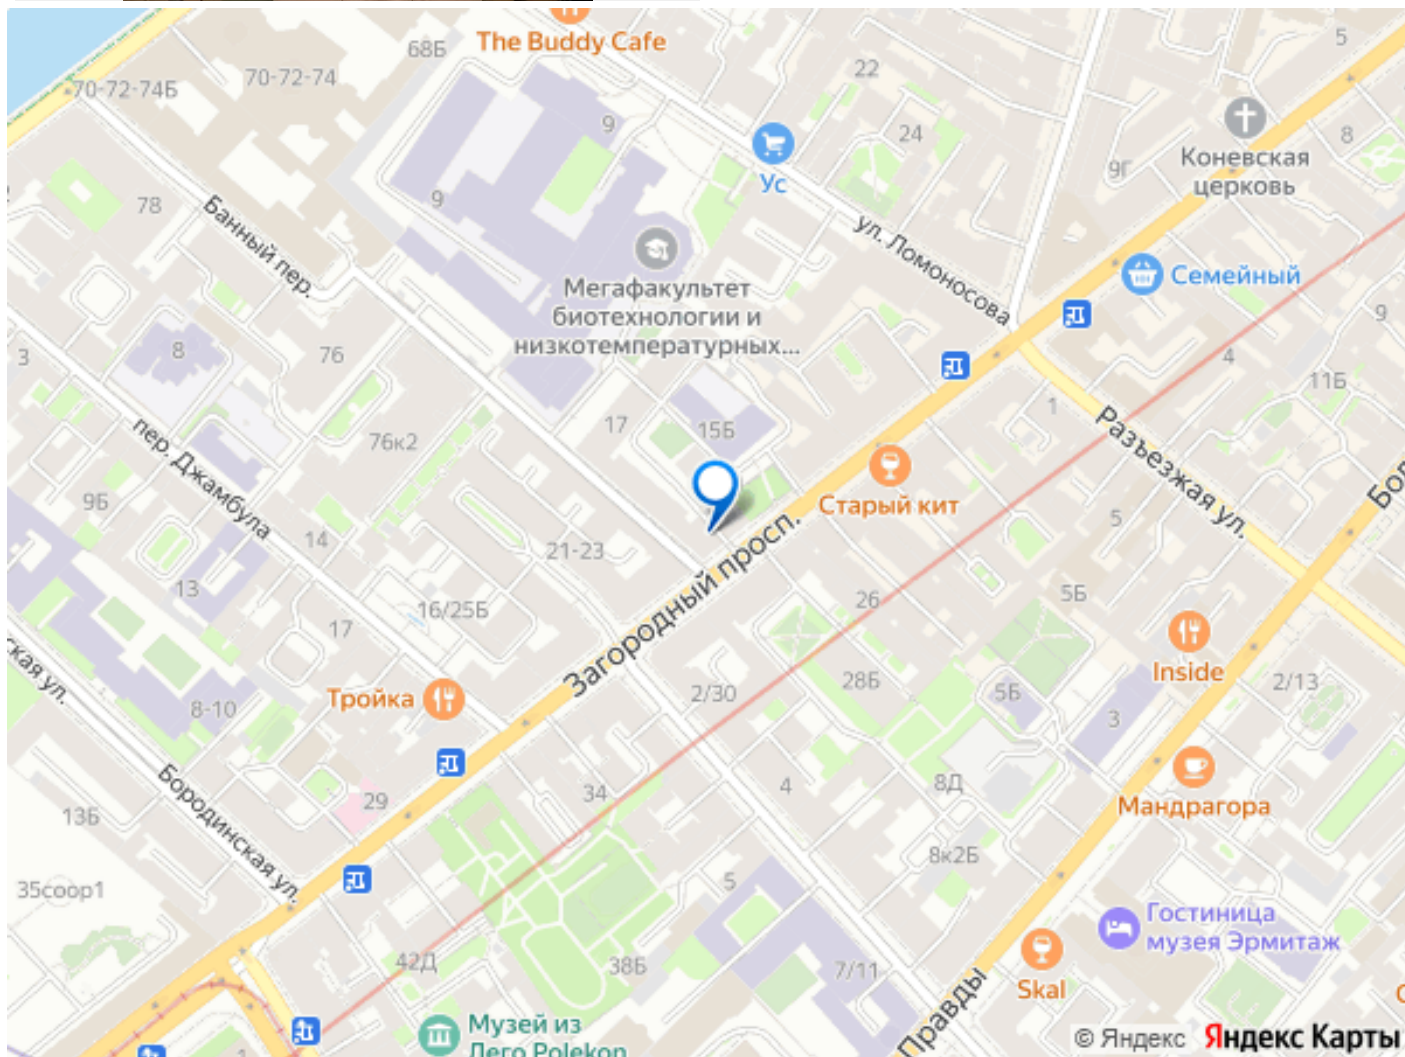 The Buddy Cafe
68Б
70-72-74
70-72-74Б
22
5
9
24
Ус
8
Коневская
церковь
9Г
78
9
Банный пер.
ул. Ломоносова
Мегафакультет
биотехнологии и
низкотемпературных...
Семейный
9
3
8
76
4
11Б
1
17
15Б
76к2
пер. Джамбула
Разъезжая ул.
Старый кит
9Б
14
5
21-23
Загородный просп.
13
16/25Б
26
5Б
17
Inside
ская ул.
Тройка
8-10
2/30
28Б
5Б
3
2/13
Мандрагора
34
4
8Д
29
13Б
Бородинская ул.
8к2Б
35соор1
5
Гостиница
музея Эрмитаж
42Д
38Б
7/11
Skal
Правды
Музей из
Лего Polekon
1
© Яндекс Яндекс Карты